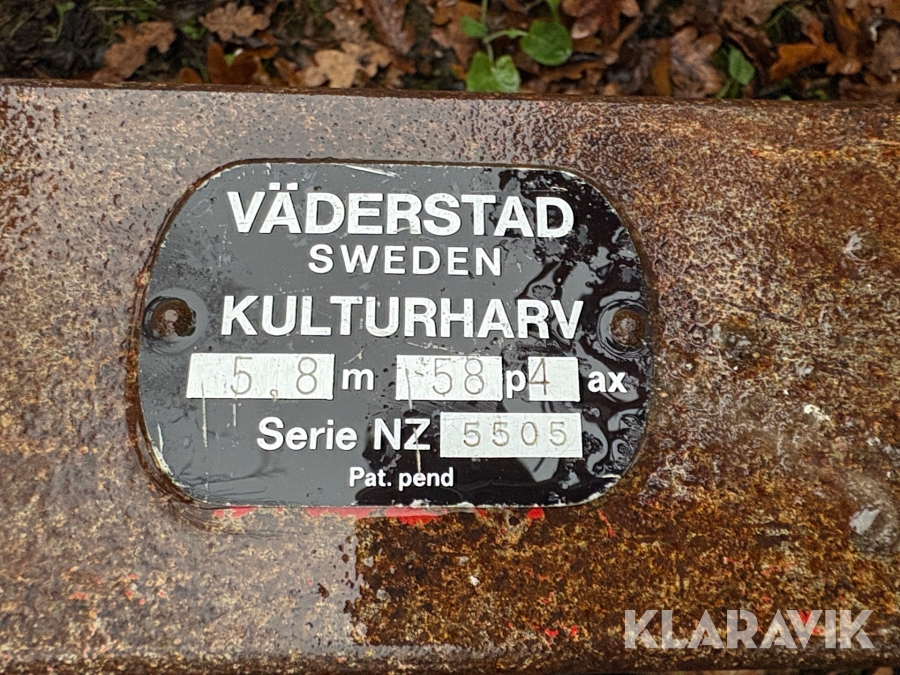 VÄDERSTAD
SWEDEN
KULTURHARV
5,8 m 58 p 4 ax
Serie NZ 5505
Pat. pend
KLARAVIK